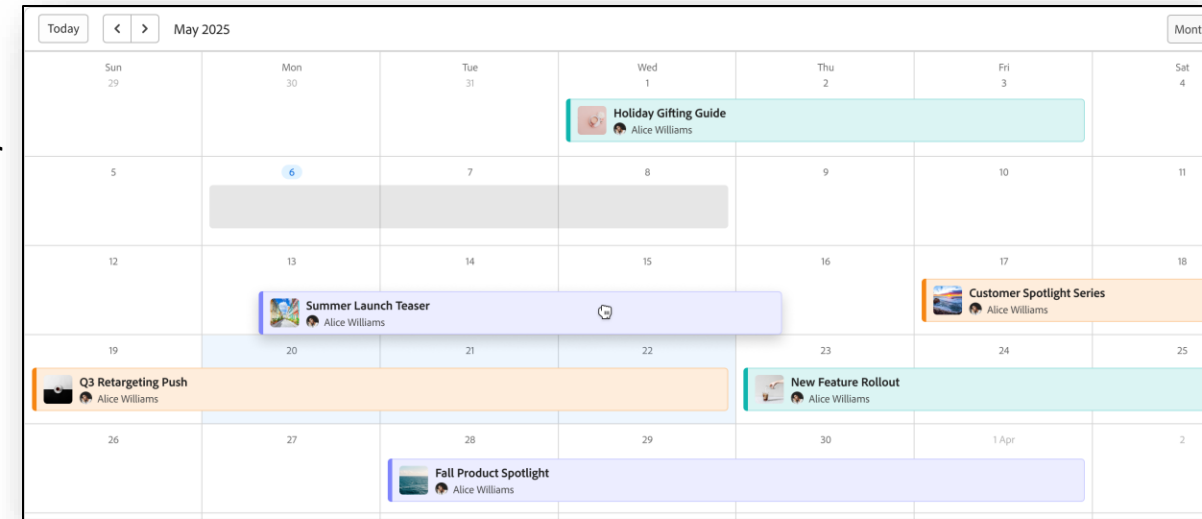 Today
May 2025
Mont
Sun Mon Tue Wed Thu Fri Sat
29 30 31 1 2 3 4
Holiday Gifting Guide
Alice Williams
5 6 7 8 9 10 11
12 13 14 15 16 17 18
Summer Launch Teaser
Alice Williams
Customer Spotlight Series
Alice Williams
19 20 21 22 23 24 25
Q3 Retargeting Push
Alice Williams
New Feature Rollout
Alice Williams
26 27 28 29 30 1 Apr 2
Fall Product Spotlight
Alice Williams